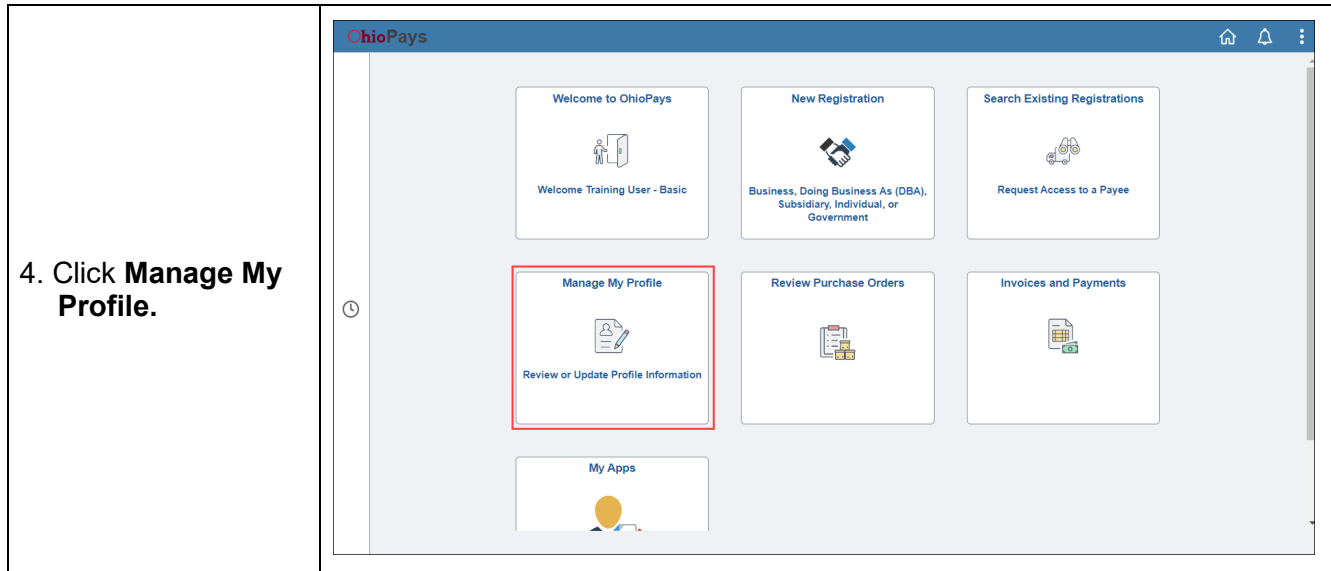 4. Click Manage My
Profile.
OhioPays
Welcome to OhioPays
Welcome Training User - Basic
New Registration
Business, Doing Business As (DBA),
Subsidiary, Individual, or
Government
Search Existing Registrations
Request Access to a Payee
Manage My Profile
Review or Update Profile Information
Review Purchase Orders
Invoices and Payments
My Apps